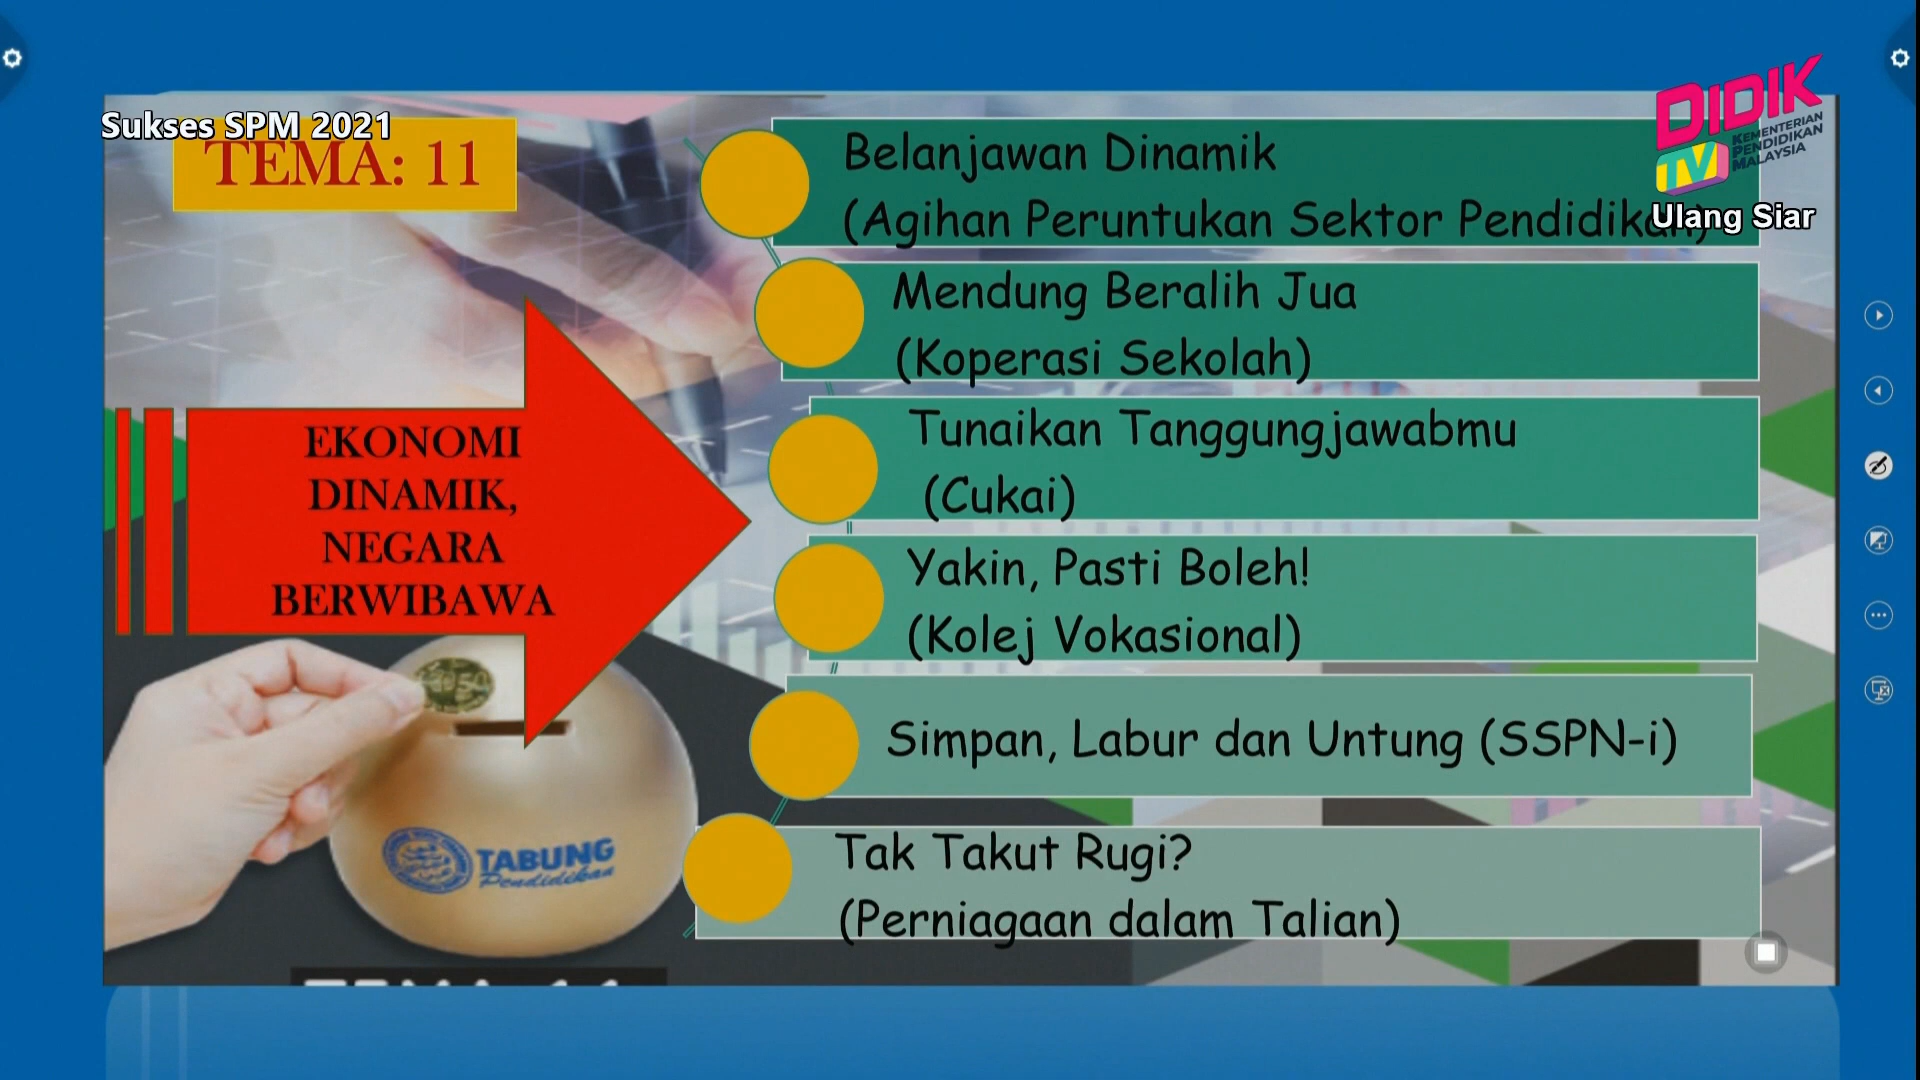 Sukses SPM 2021
TEMA: 11
DIDIK
TV
KEMENTERIAN
PENDIDIKAN
MALAYSIA
Ulang Siar
EKONOMI
DINAMIK,
NEGARA
BERWIBAWA
Belanjawan Dinamik
(Agihan Peruntukan Sektor Pendidikan)
Mendung Beralih Jua
(Koperasi Sekolah)
Tunaikan Tanggungjawabmu
(Cukai)
Yakin, Pasti Boleh!
(Kolej Vokasional)
Simpan, Labur dan Untung (SSPN-i)
Tak Takut Rugi?
(Perniagaan dalam Talian)
TABUNG
Pendidikan